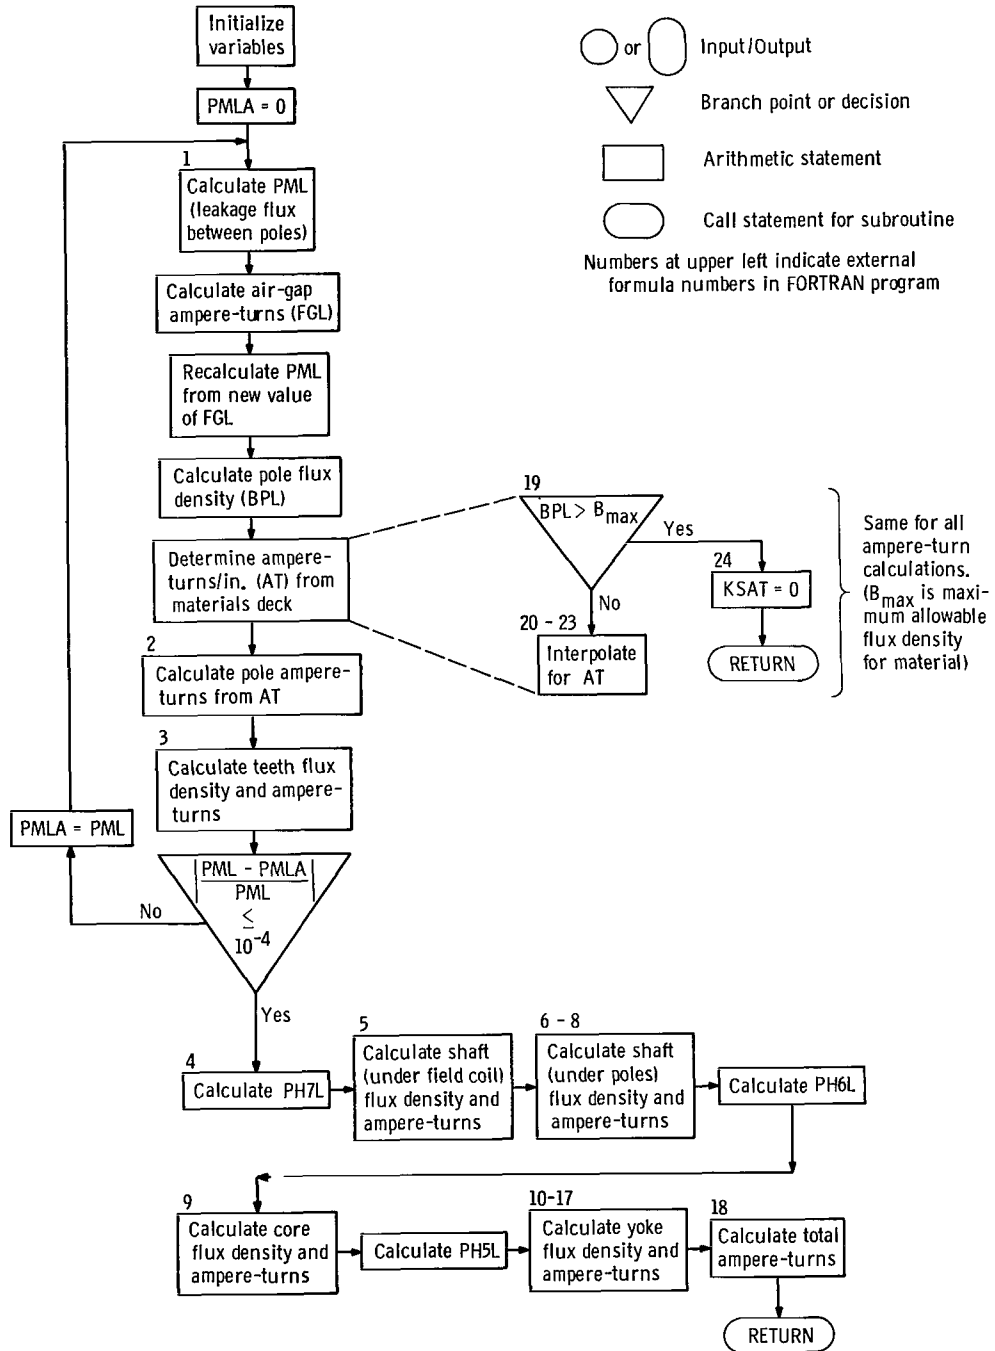 Initialize
variables
PMLA = 0
1
Calculate PML
(leakage flux
between poles)
Calculate air-gap
ampere-turns (FGL)
Recalculate PML
from new value
of FGL
Calculate pole flux
density (BPL)
Determine ampere-
turns/in. (AT) from
materials deck
2
Calculate pole ampere-
turns from AT
3
Calculate teeth flux
density and ampere-
turns
PMLA = PML
|PML - PMLA|
PML
≤
10-4
No
Yes
or
Input/Output
Branch point or decision
Arithmetic statement
Call statement for subroutine
Numbers at upper left indicate external
formula numbers in FORTRAN program
19
BPL > Bmax
Yes
No
24
KSAT = 0
RETURN
20 - 23
Interpolate
for AT
Same for all
ampere-turn
calculations.
(Bmax is maxi-
mum allowable
flux density
for material)
4
Calculate PH7L
5
Calculate shaft
(under field coil)
flux density and
ampere-turns
6 - 8
Calculate shaft
(under poles)
flux density and
ampere-turns
Calculate PH6L
9
Calculate core
flux density and
ampere-turns
Calculate PH5L
10-17
Calculate yoke
flux density and
ampere-turns
18
Calculate total
ampere-turns
RETURN